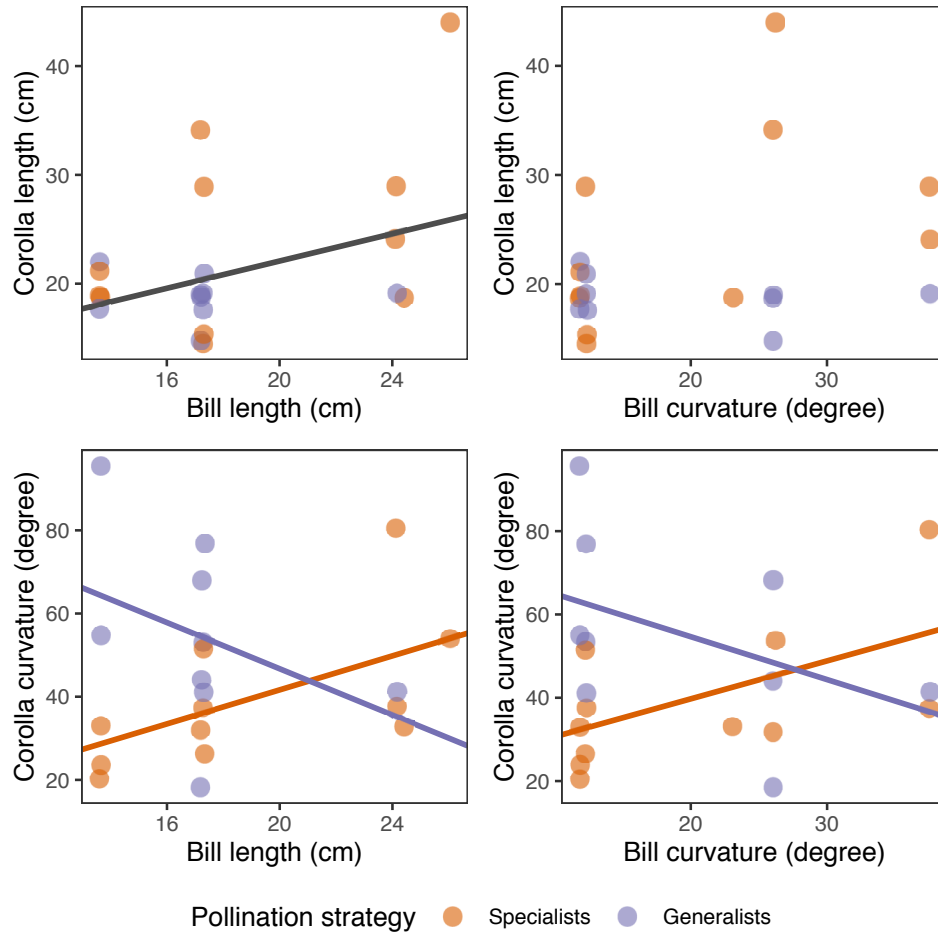 Corolla length (cm)
40
30
20
16
20
24
Bill length (cm)
Corolla length (cm)
40
30
20
20
30
Bill curvature (degree)
Corolla curvature (degree)
80
60
40
20
16
20
24
Bill length (cm)
Corolla curvature (degree)
80
60
40
20
20
30
Bill curvature (degree)
Pollination strategy Specialists Generalists